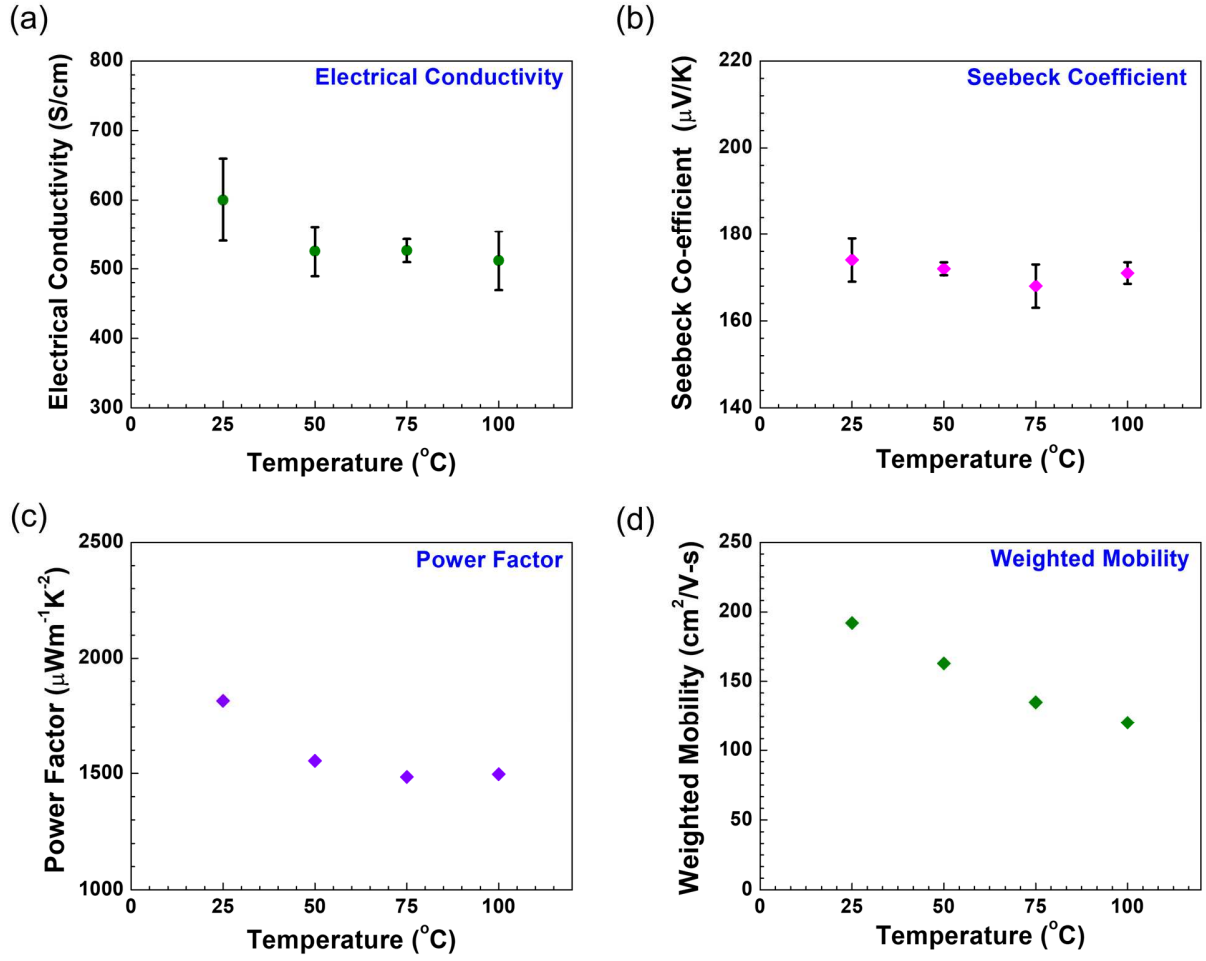 (a)
Electrical Conductivity
Electrical Conductivity (S/cm)
800
700
600
500
400
300
0 25 50 75 100
Temperature (°C)
(b)
Seebeck Coefficient
Seebeck Co-efficient (μV/K)
220
200
180
160
140
0 25 50 75 100
Temperature (°C)
(c)
Power Factor
Power Factor (μWm⁻¹K⁻²)
2500
2000
1500
1000
0 25 50 75 100
Temperature (°C)
(d)
Weighted Mobility
Weighted Mobility (cm²/V-s)
250
200
150
100
50
0
0 25 50 75 100
Temperature (°C)